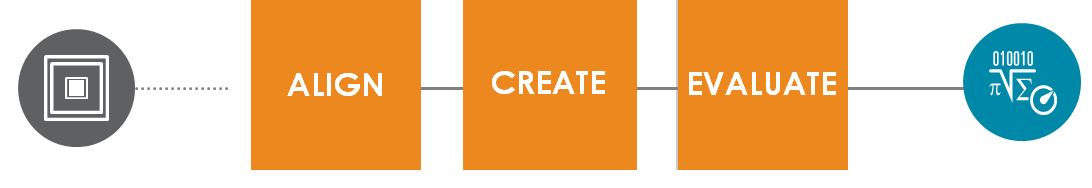 ALIGN
CREATE
EVALUATE
010010
π√Σ